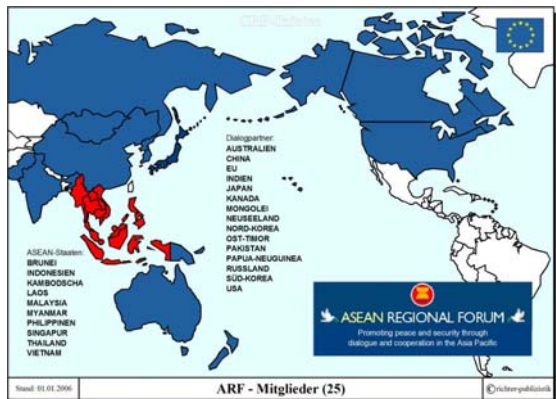 ARF-Staaten
Dialogpartner:
AUSTRALIEN
CHINA
EU
INDIEN
JAPAN
KANADA
MONGOLEI
NEUSEELAND
NORD-KOREA
OST-TIMOR
PAKISTAN
PAPUA-NEUGUINEA
RUSSLAND
SÜD-KOREA
USA
ASEAN-Staaten:
BRUNEI
INDONESIEN
KAMBODSCHA
LAOS
MALAYSIA
MYANMAR
PHILIPPINEN
SINGAPUR
THAILAND
VIETNAM
ASEAN REGIONAL FORUM
Promoting peace and security through
dialogue and cooperation in the Asia Pacific
Stand 01.01.2006
ARF - Mitglieder (25)
© richter-publizistik